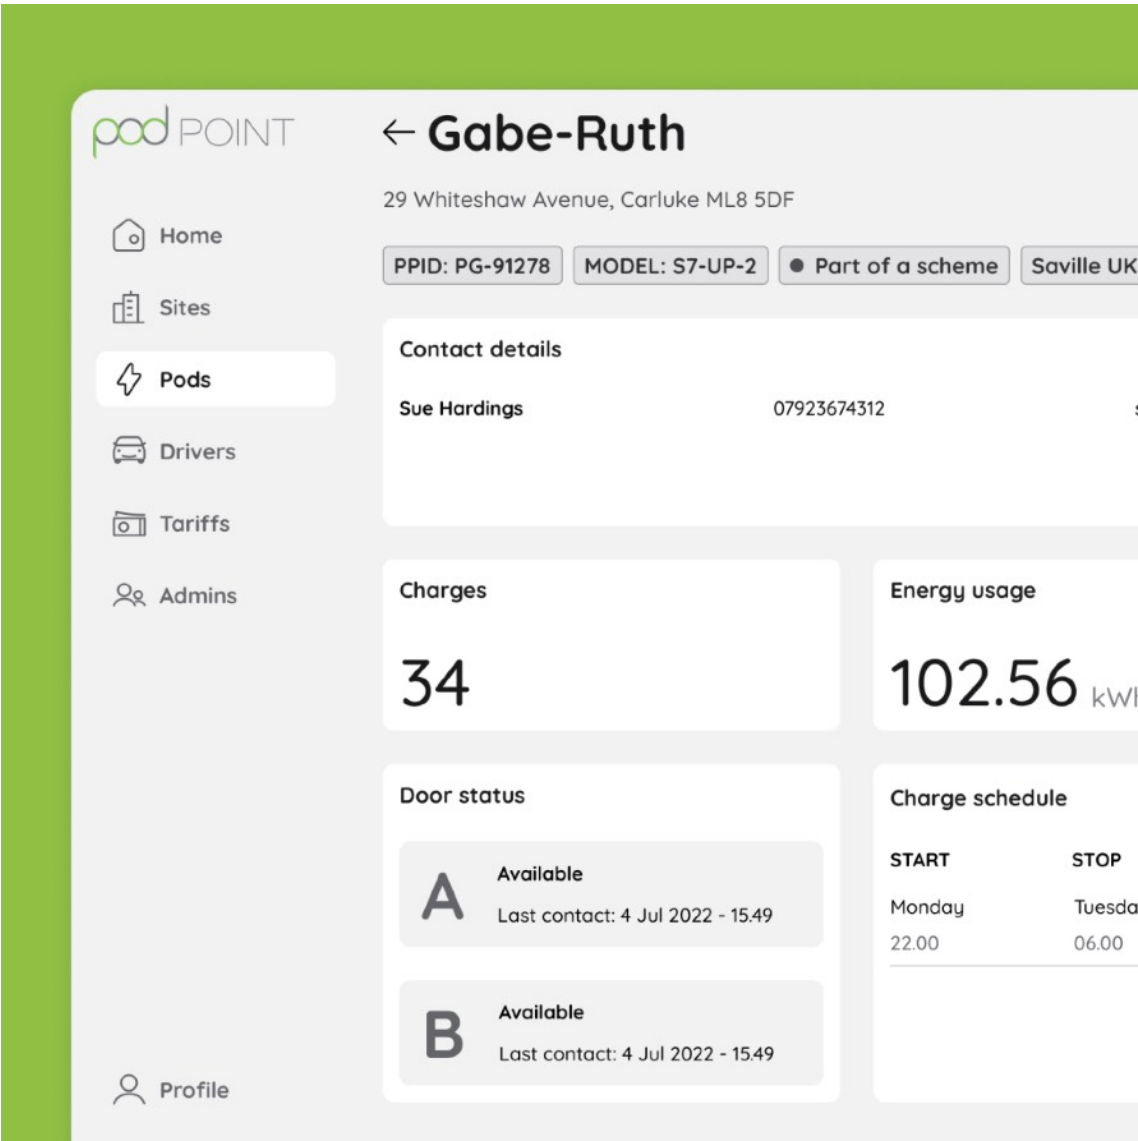 pod POINT
Home
Sites
Pods
Drivers
Tariffs
Admins
Profile
← Gabe-Ruth
29 Whiteshaw Avenue, Carluke ML8 5DF
PPID: PG-91278 MODEL: S7-UP-2 ● Part of a scheme Saville UK
Contact details
Sue Hardings 07923674312
Charges
34
Energy usage
102.56 kWh
Door status
A
Available
Last contact: 4 Jul 2022 - 15.49
B
Available
Last contact: 4 Jul 2022 - 15.49
Charge schedule
START STOP
Monday Tuesda
22.00 06.00